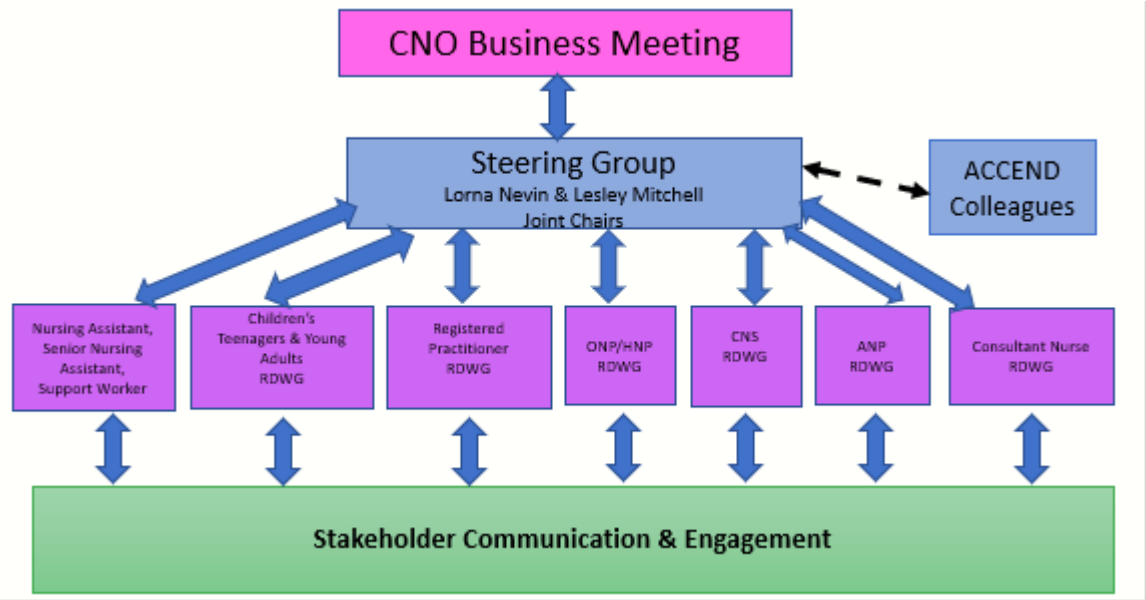 CNO Business Meeting
Steering Group
Lorna Nevin & Lesley Mitchell
Joint Chairs
ACCEND
Colleagues
Nursing Assistant,
Senior Nursing
Assistant,
Support Worker
Children's
Teenagers & Young
Adults
RDWG
Registered
Practitioner
RDWG
ONP/HNP
RDWG
CNS
RDWG
ANP
RDWG
Consultant Nurse
RDWG
Stakeholder Communication & Engagement